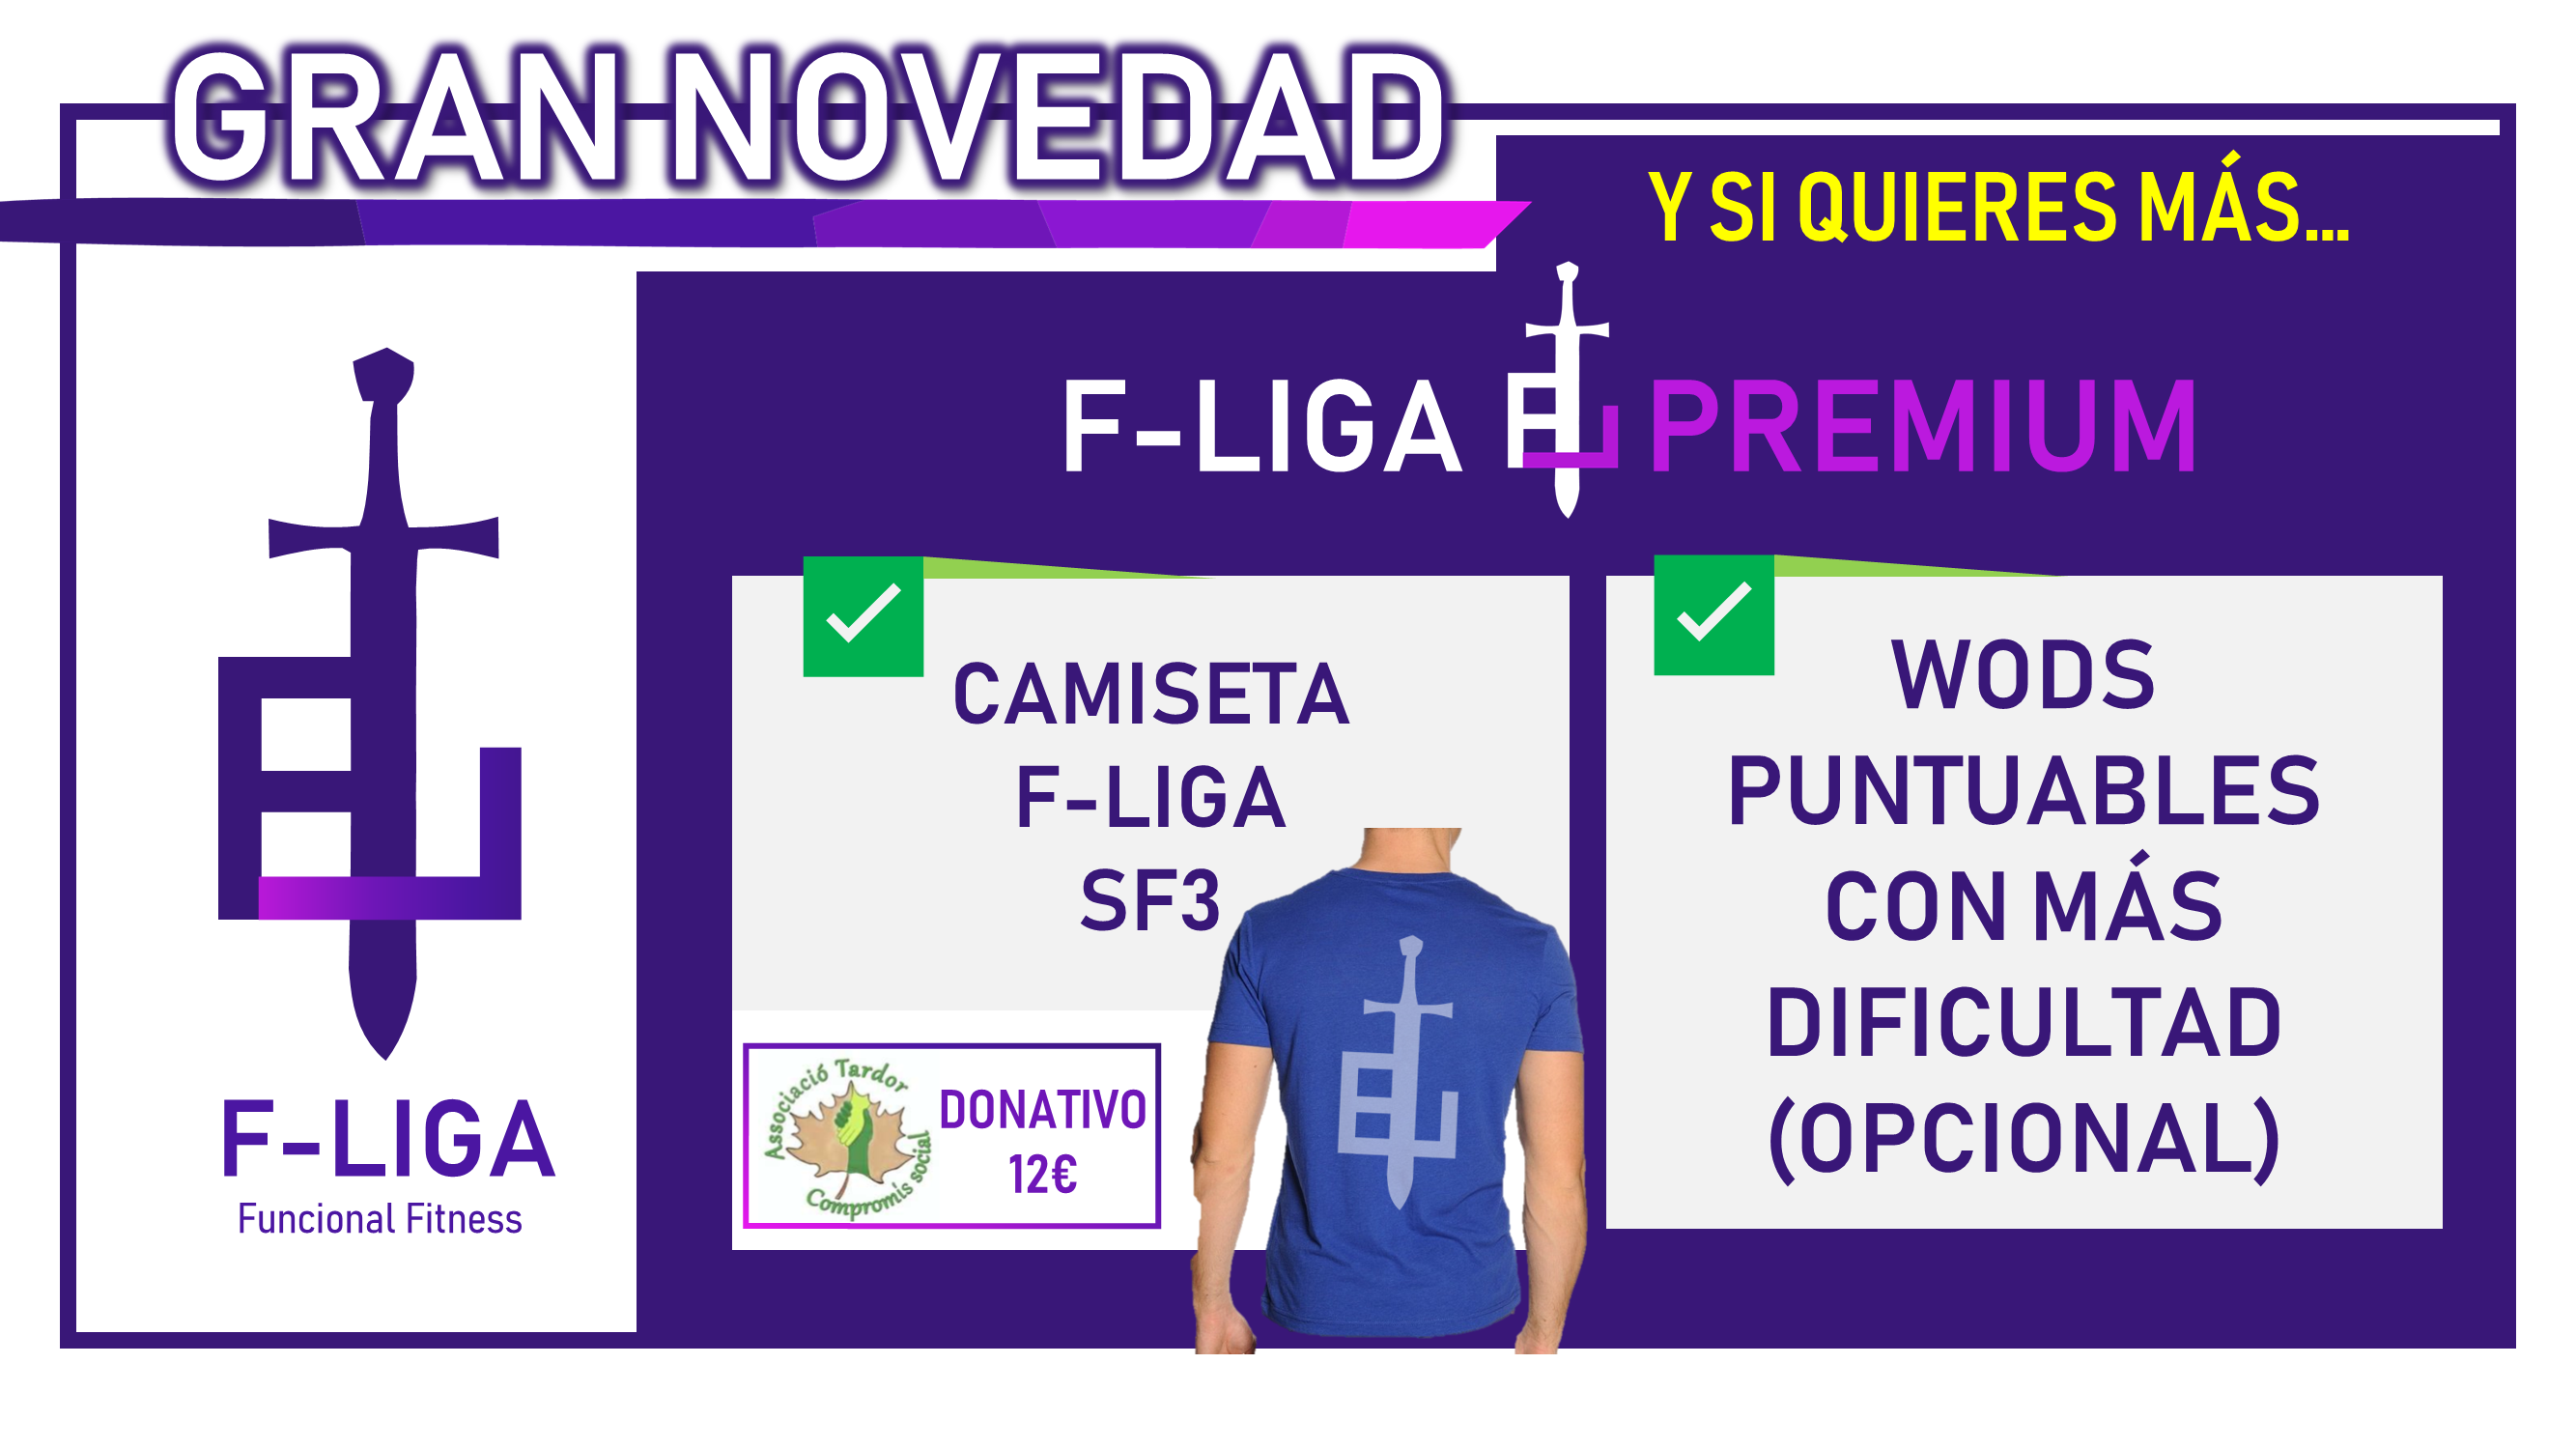 GRAN NOVEDAD
Y SI QUIERES MÁS...
F-LIGA PREMIUM
CAMISETA
F-LIGA
SF3
Associació Tardor
Compromís social
DONATIVO
12€
WODS
PUNTUABLES
CON MÁS
DIFICULTAD
(OPCIONAL)
F-LIGA
Funcional Fitness